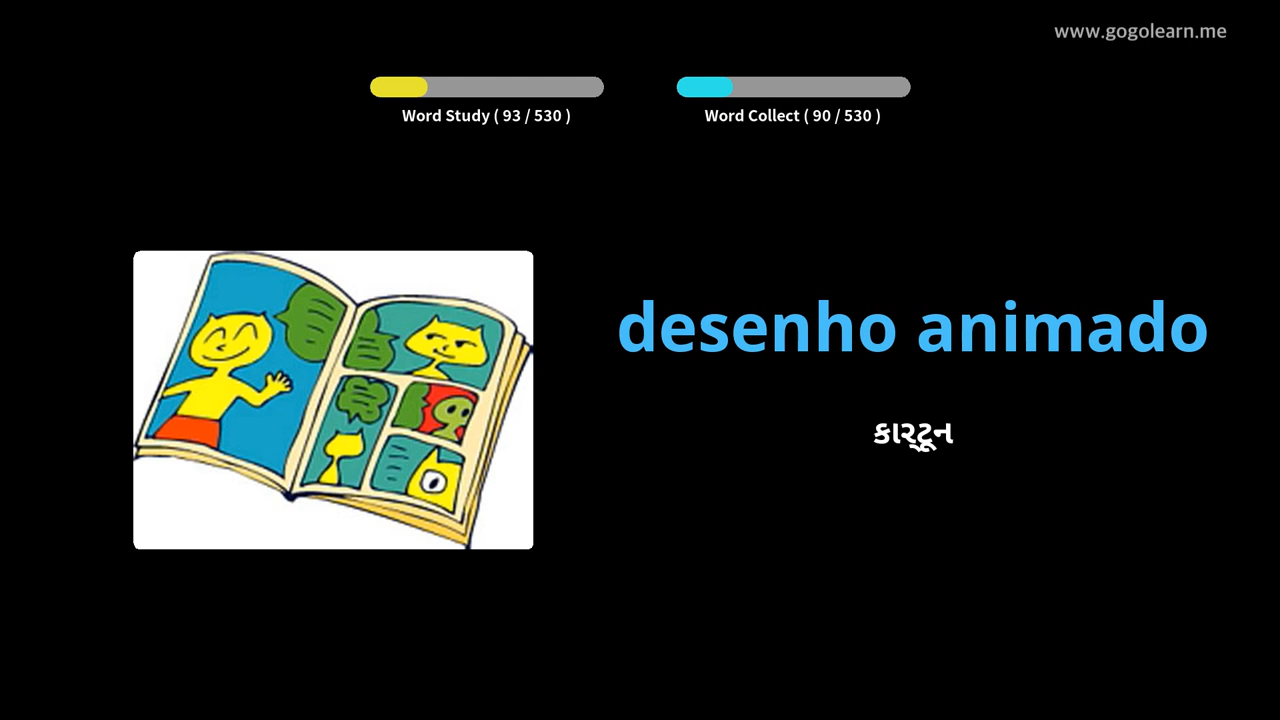 www.gogolearn.me
Word Study ( 93 / 530 )
Word Collect ( 90 / 530 )
desenho animado
કાર્ટૂન